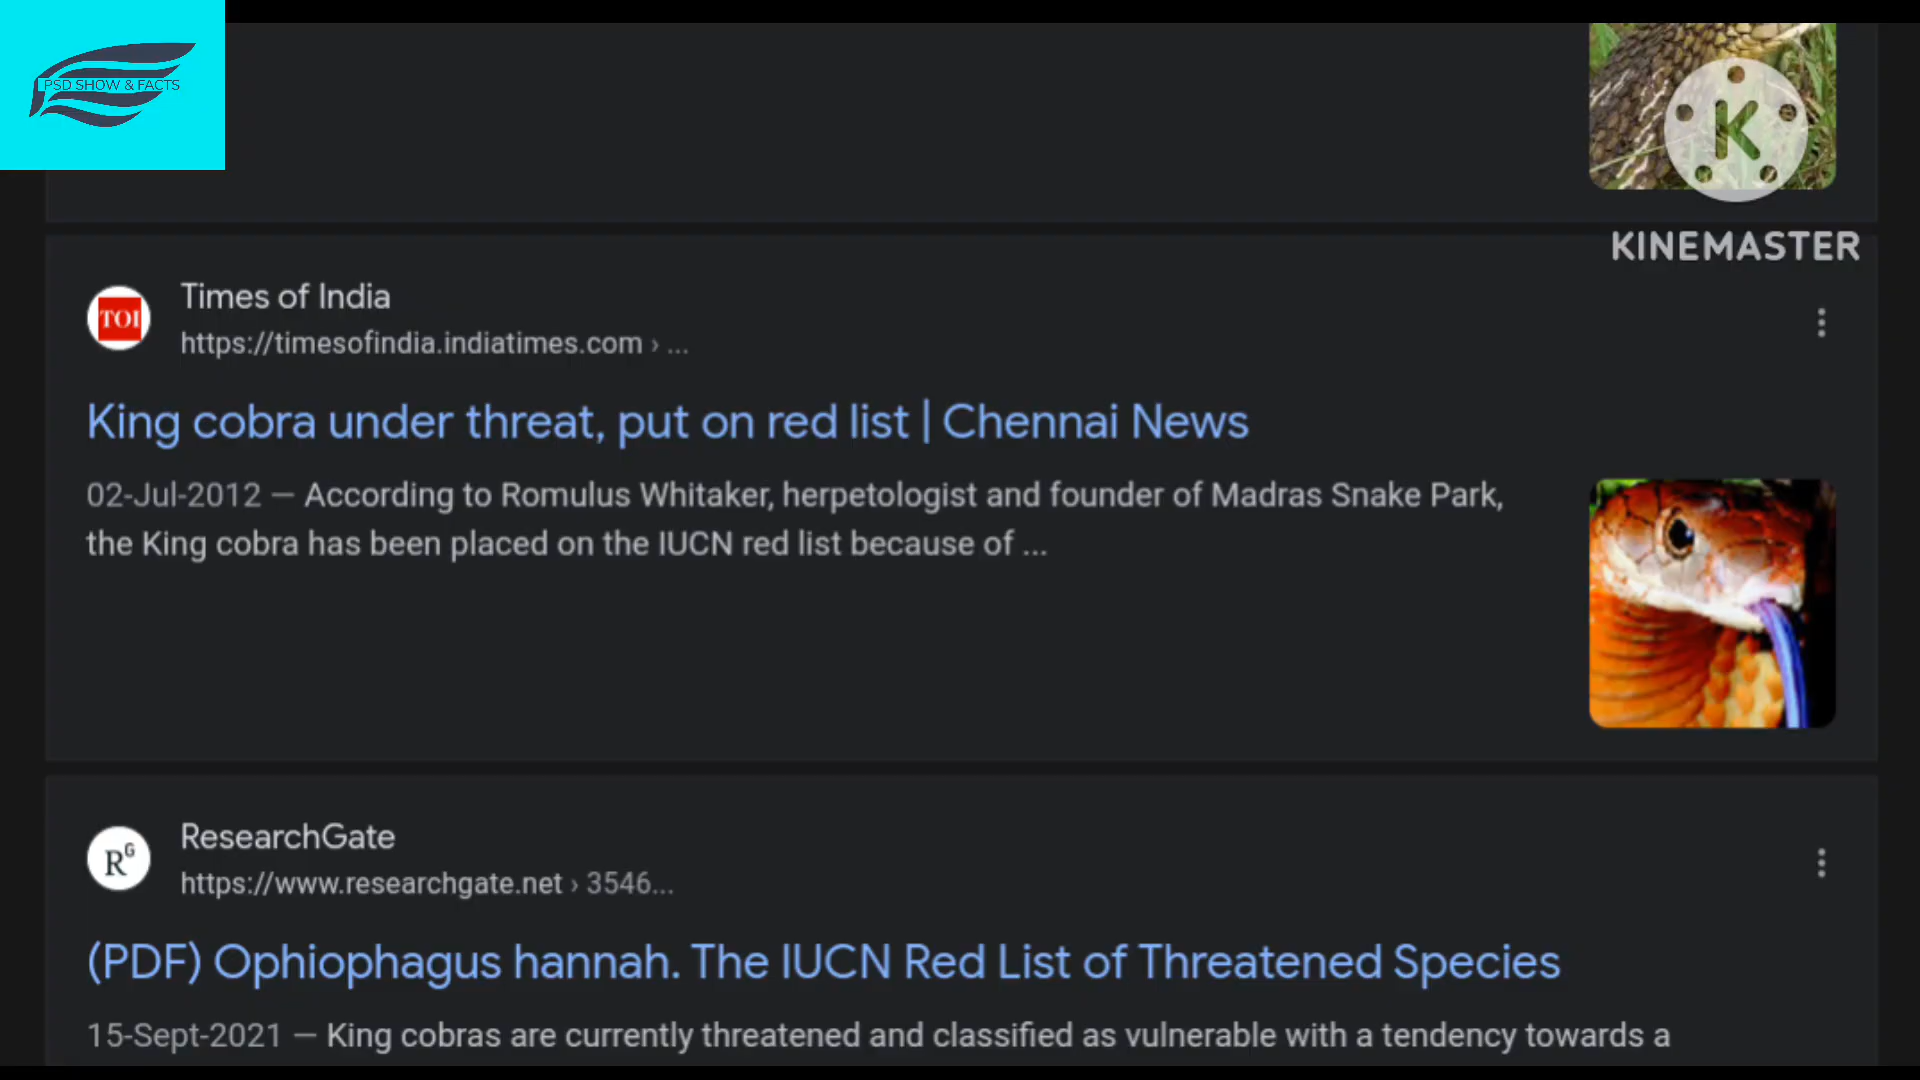 PSD SHOW & FACTS
K
KINEMASTER
TOI
Times of India
https://timesofindia.indiatimes.com › ...
King cobra under threat, put on red list | Chennai News
02-Jul-2012 — According to Romulus Whitaker, herpetologist and founder of Madras Snake Park,
the King cobra has been placed on the IUCN red list because of ...
RG
ResearchGate
https://www.researchgate.net › 3546...
(PDF) Ophiophagus hannah. The IUCN Red List of Threatened Species
15-Sept-2021 — King cobras are currently threatened and classified as vulnerable with a tendency towards a